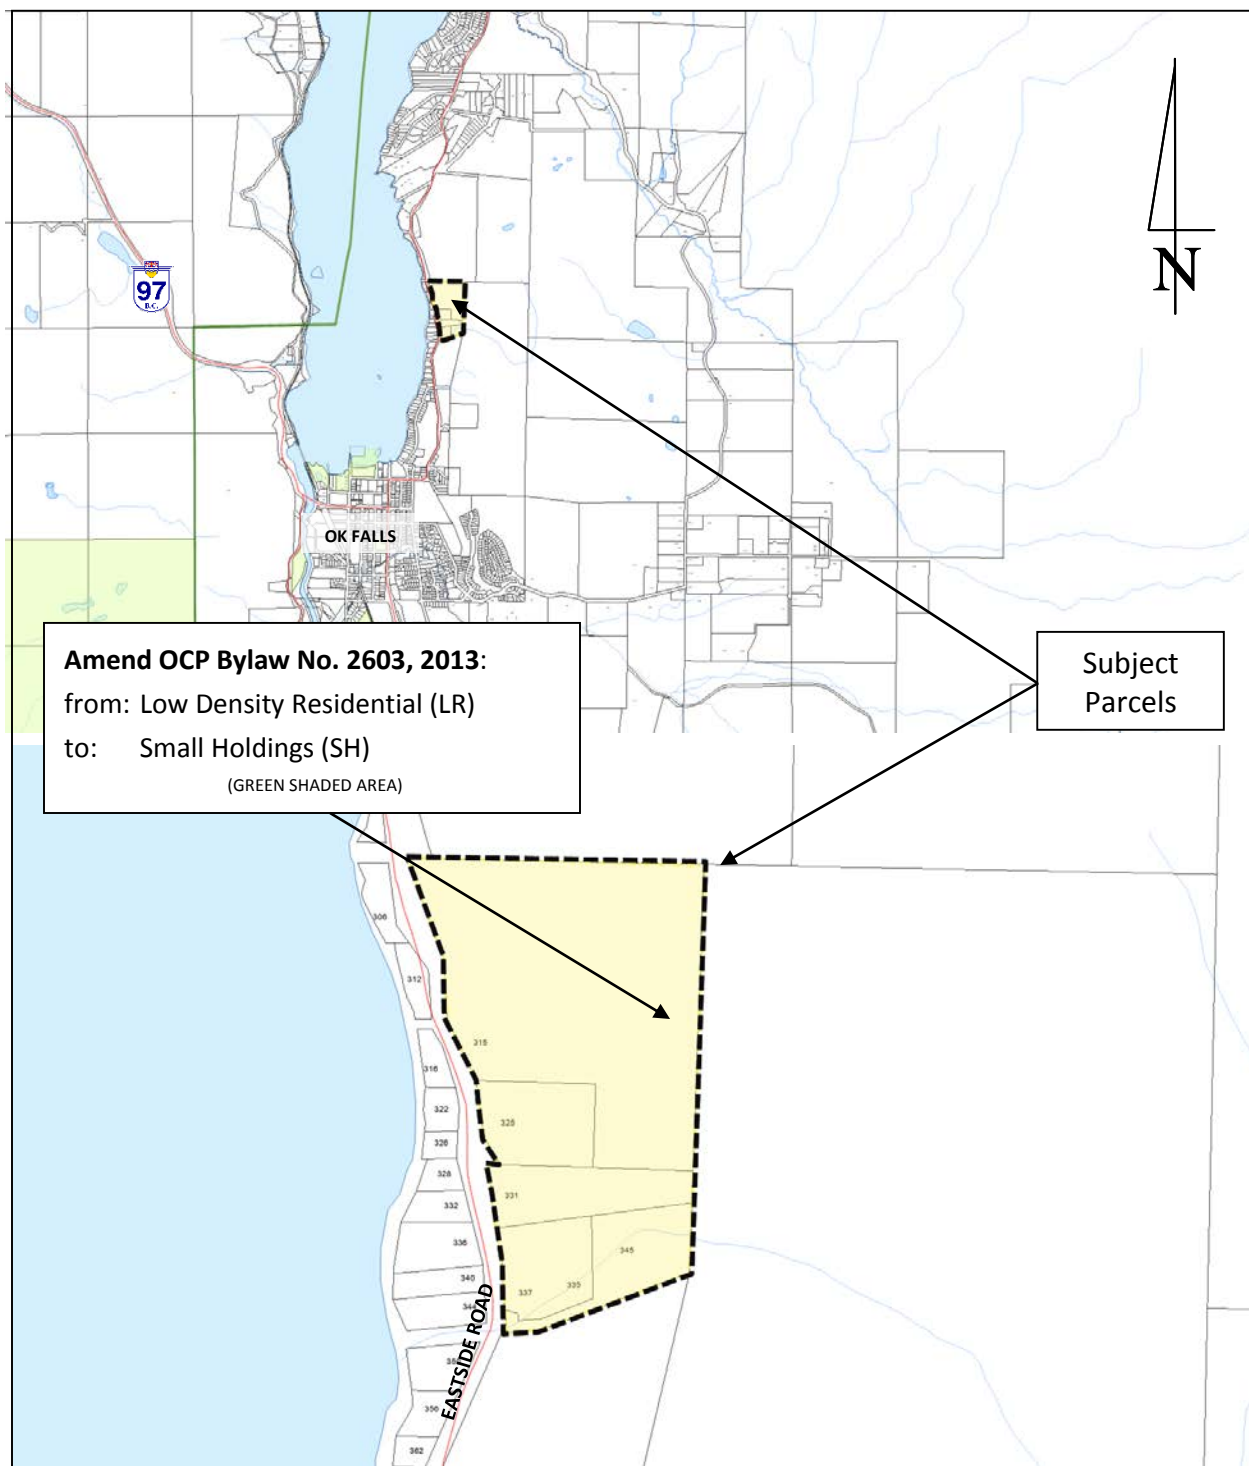 97
B.C.
N
OK FALLS
Amend OCP Bylaw No. 2603, 2013:
from: Low Density Residential (LR)
to: Small Holdings (SH)
(GREEN SHADED AREA)
Subject
Parcels
306
312
315
316
322
325
326
328
331
332
336
345
340
335
337
EASTSIDE ROAD
362